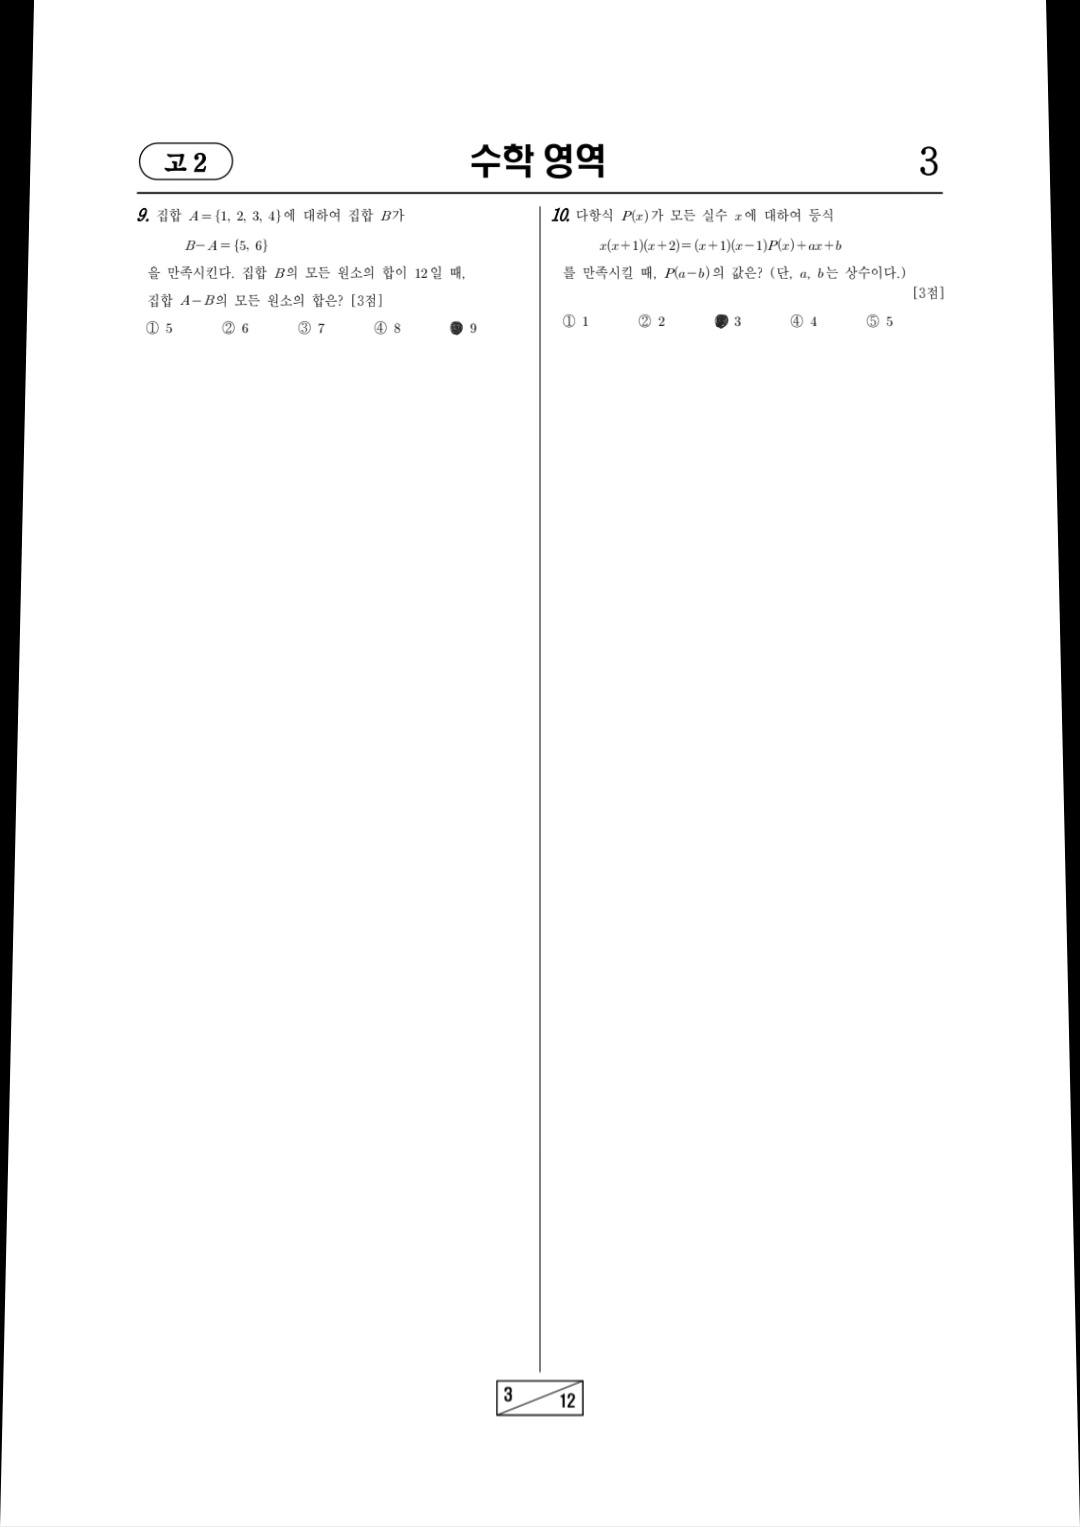 고 2
수학 영역
3
9. 집합 A={1, 2, 3, 4}에 대하여 집합 B가
B-A={5, 6}
을 만족시킨다. 집합 B의 모든 원소의 합이 12일 때,
집합 A-B의 모든 원소의 합은? [3점]
① 5 ② 6 ③ 7 ④ 8 9
10. 다항식 P(x)가 모든 실수 x에 대하여 등식
x(x+1)(x+2)=(x+1)(x-1)P(x)+ax+b
를 만족시킬 때, P(a-b)의 값은? (단, a, b는 상수이다.)
[3점]
① 1 ② 2 3 ④ 4 ⑤ 5
3
12